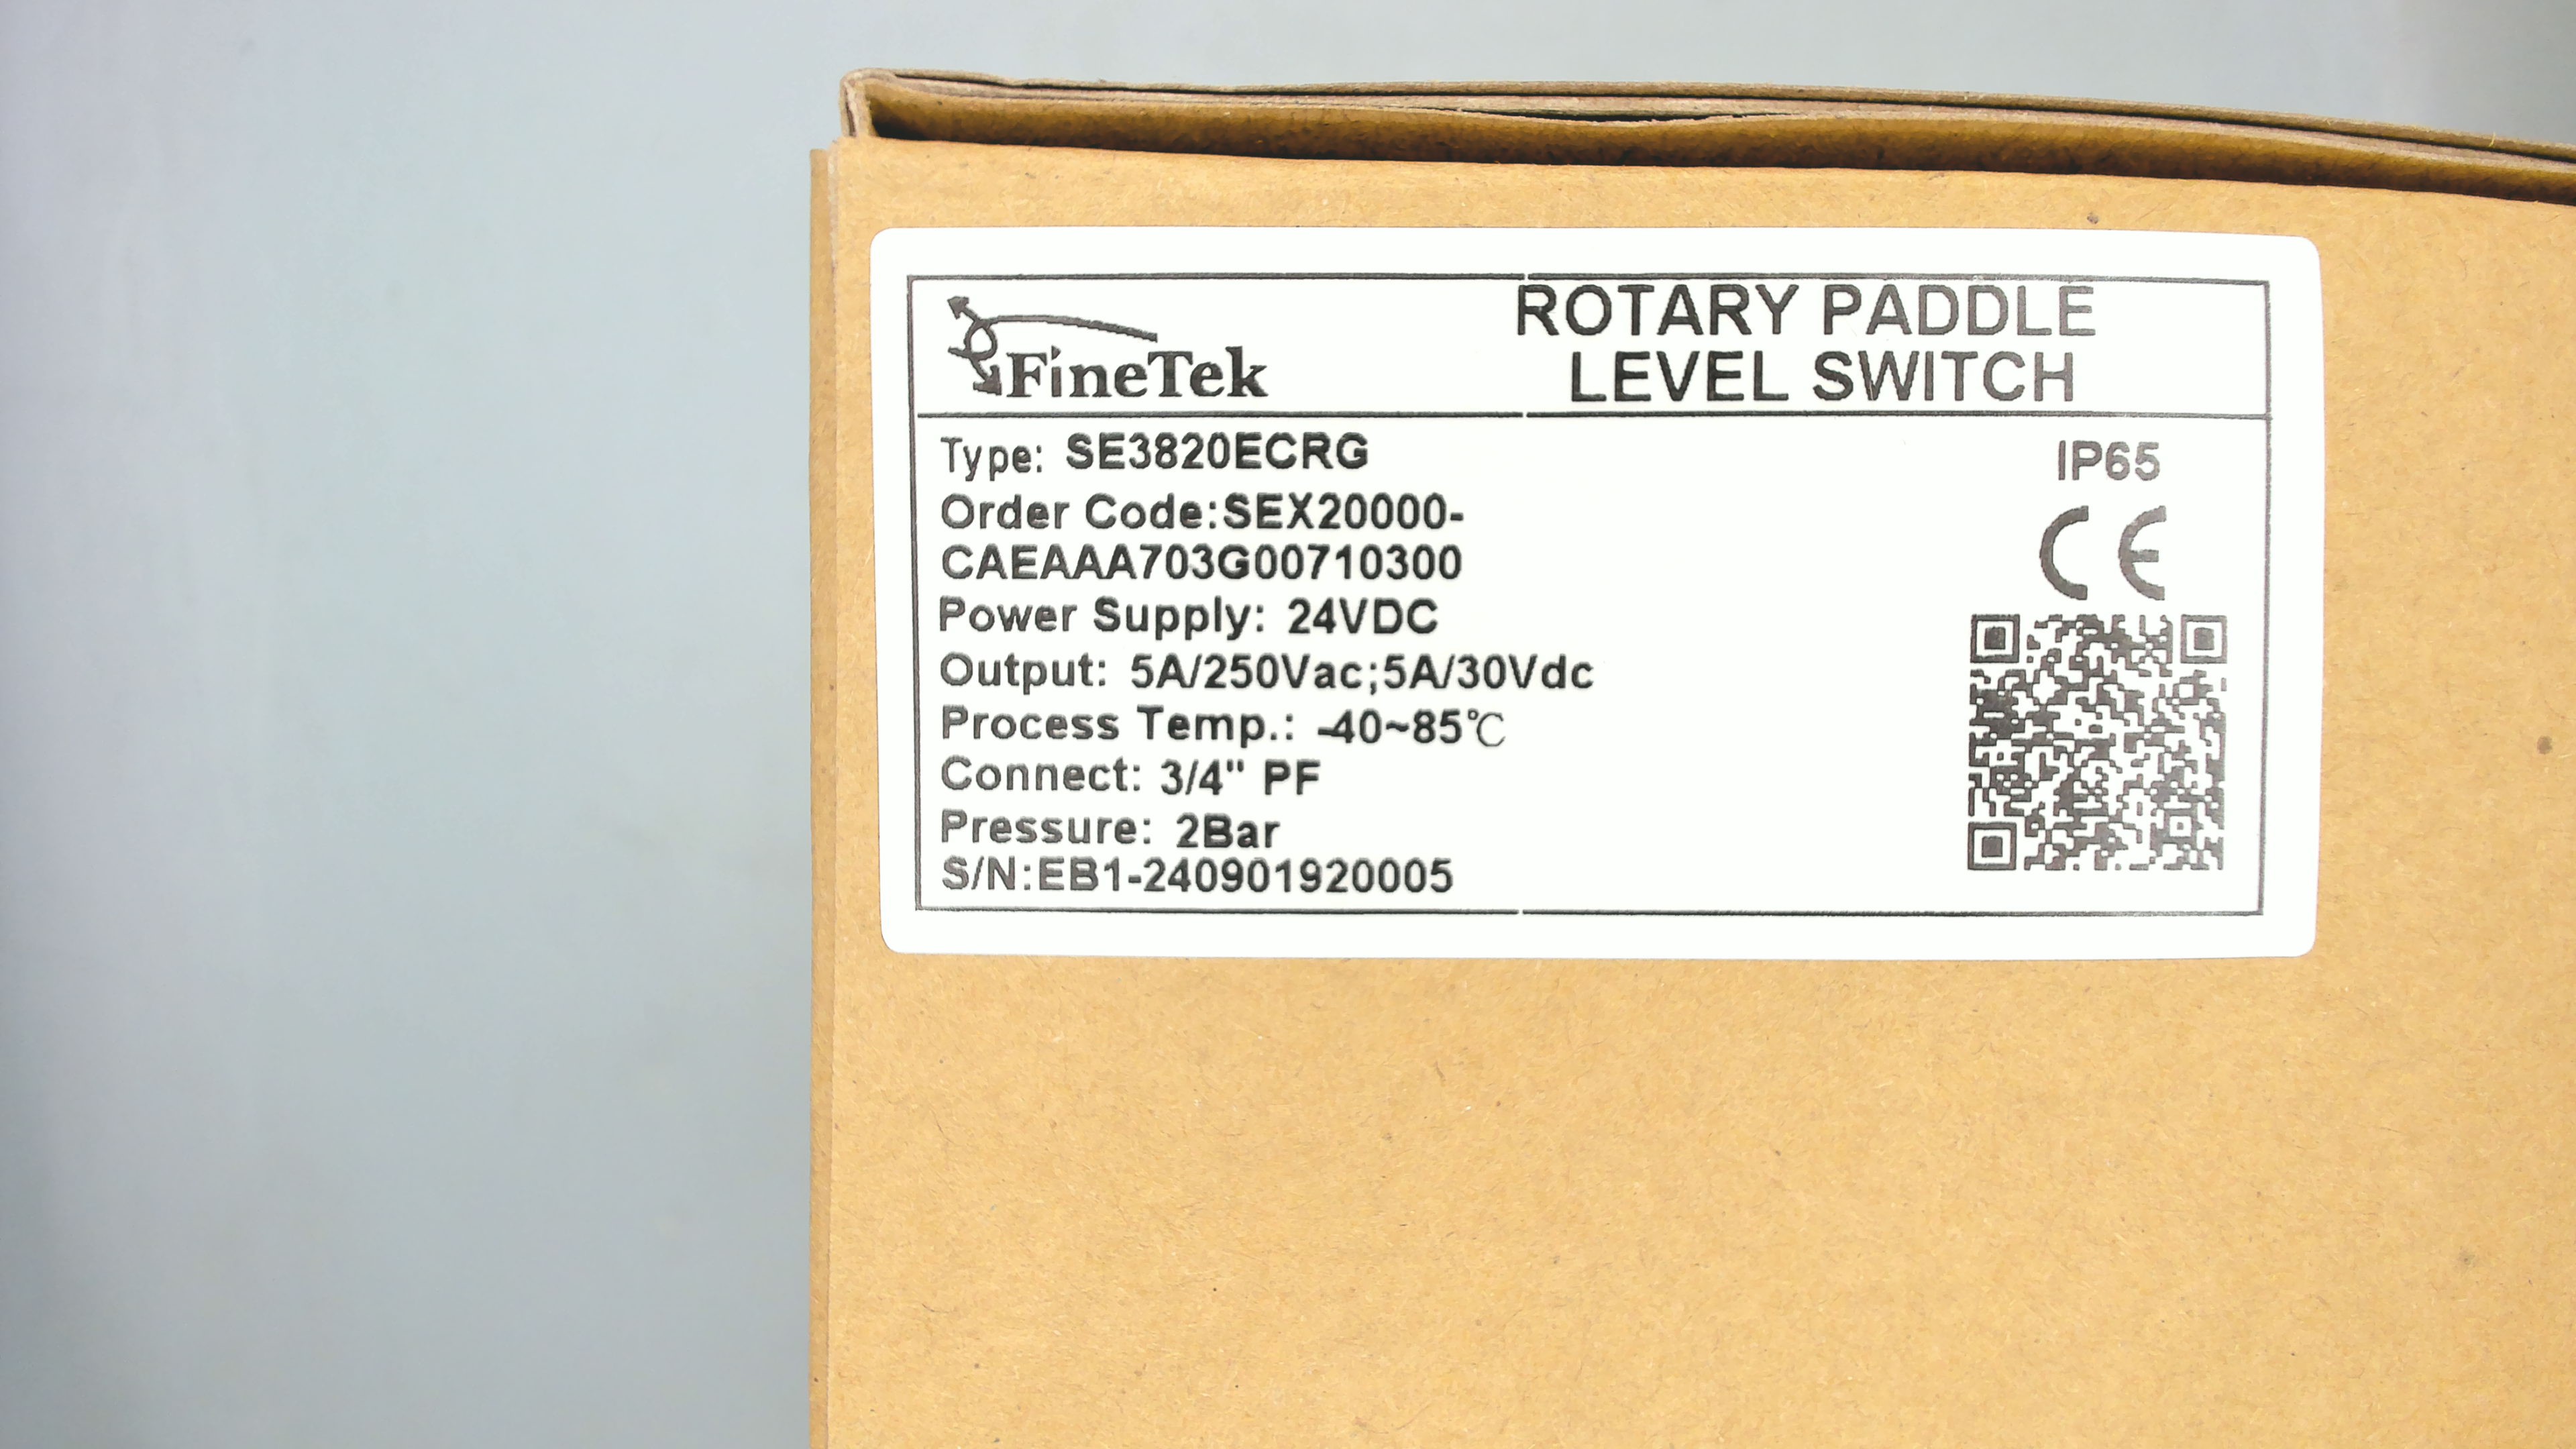 FineTek
ROTARY PADDLE
LEVEL SWITCH
Type: SE3820ECRG
IP65
Order Code:SEX20000-
CAEAAA703G00710300
CE
Power Supply: 24VDC
Output: 5A/250Vac;5A/30Vdc
Process Temp.: -40~85℃
Connect: 3/4" PF
Pressure: 2Bar
S/N:EB1-240901920005